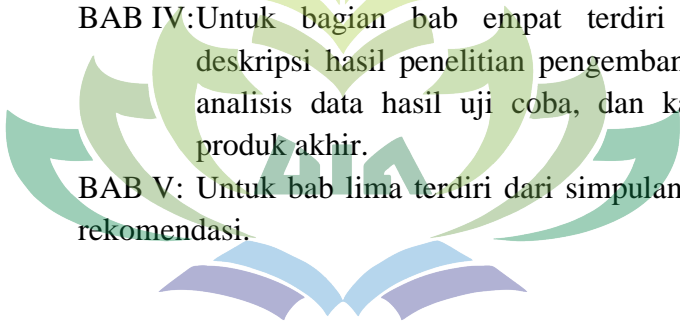 BAB IV:Untuk bagian bab empat terdiri
deskripsi hasil penelitian pengemban
analisis data hasil uji coba, dan ka
produk akhir.
BAB V: Untuk bab lima terdiri dari simpulan
rekomendasi.